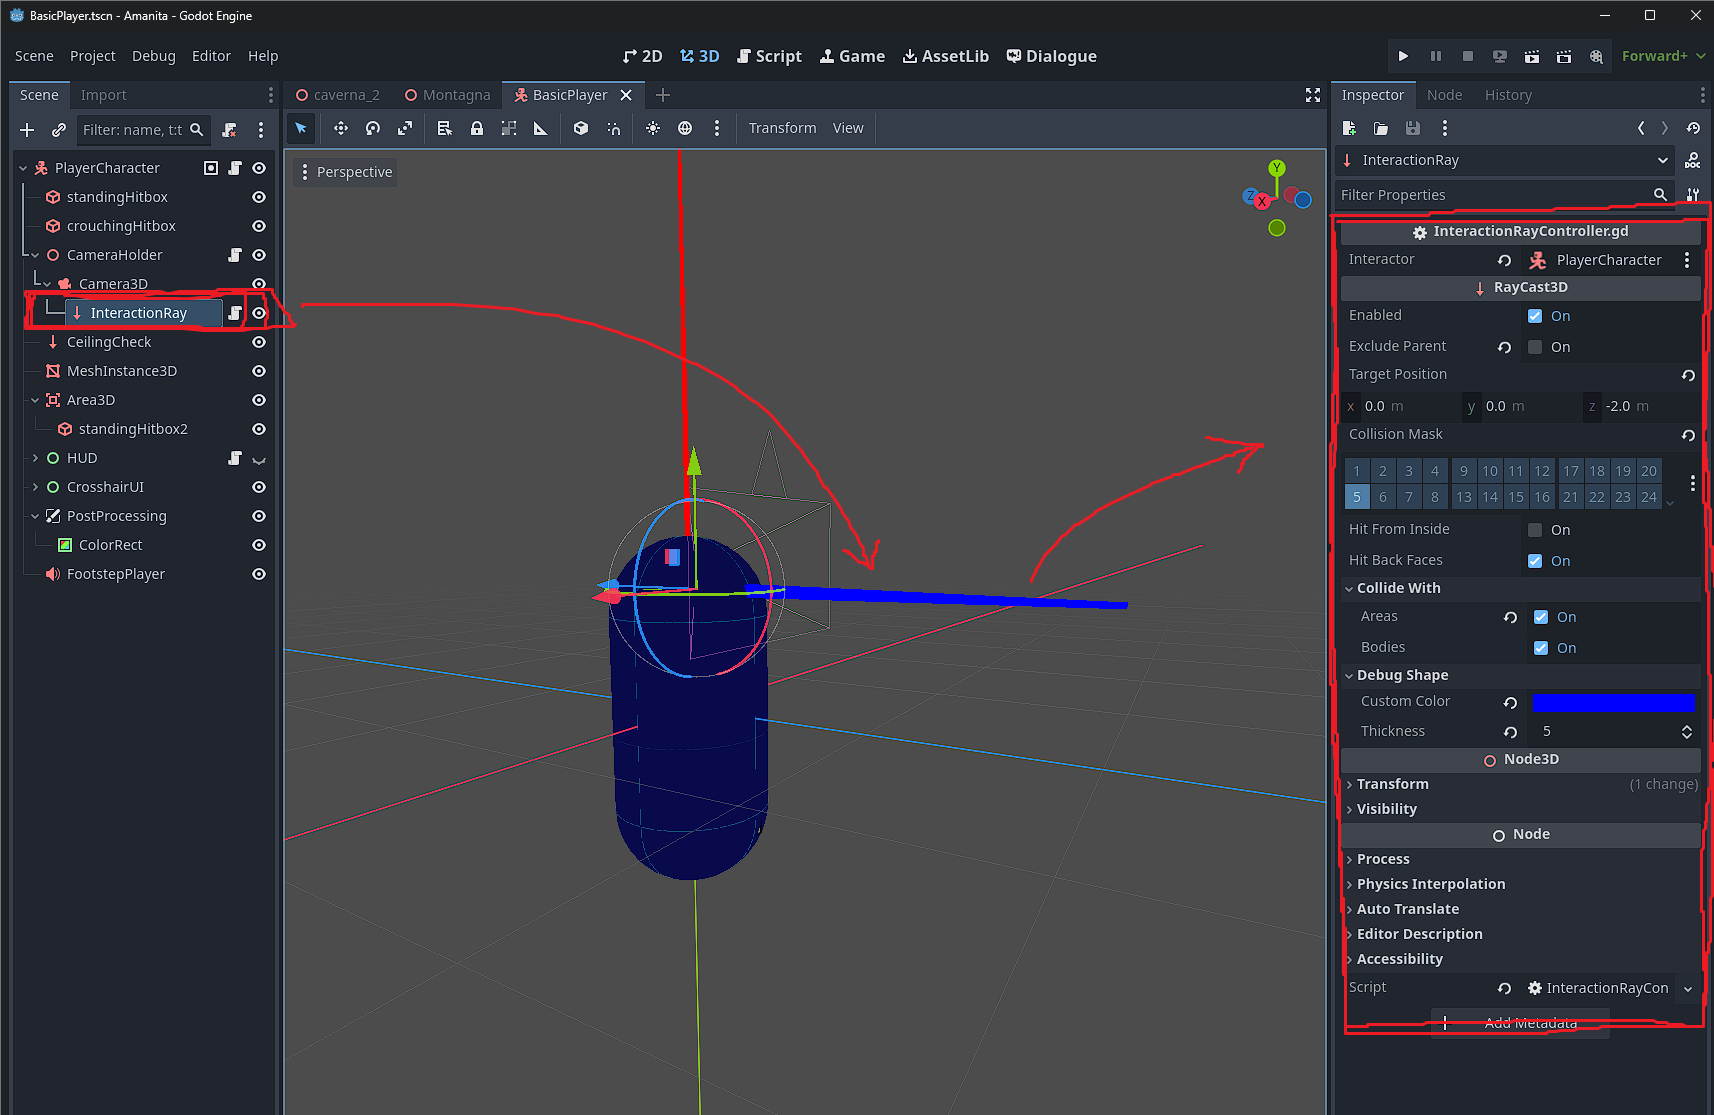 BasicPlayer.tscn - Amanita - Godot Engine
Scene Project Debug Editor Help
2D 3D Script Game AssetLib Dialogue
Forward+
Scene Import
Filter: name, t:t
PlayerCharacter
standingHitbox
crouchingHitbox
CameraHolder
Camera3D
InteractionRay
CeilingCheck
MeshInstance3D
Area3D
standingHitbox2
HUD
CrosshairUI
PostProcessing
ColorRect
FootstepPlayer
caverna_2 Montagna BasicPlayer
Transform View
Perspective
Y
Z
X
Inspector Node History
InteractionRay
DOC
Filter Properties
InteractionRayController.gd
Interactor PlayerCharacter
RayCast3D
Enabled On
Exclude Parent On
Target Position
x 0.0 m y 0.0 m z -2.0 m
Collision Mask
1 2 3 4 9 10 11 12 17 18 19 20
5 6 7 8 13 14 15 16 21 22 23 24
Hit From Inside On
Hit Back Faces On
Collide With
Areas On
Bodies On
Debug Shape
Custom Color
Thickness 5
Node3D
Transform (1 change)
Visibility
Node
Process
Physics Interpolation
Auto Translate
Editor Description
Accessibility
Script InteractionRayCon
Add Metadata